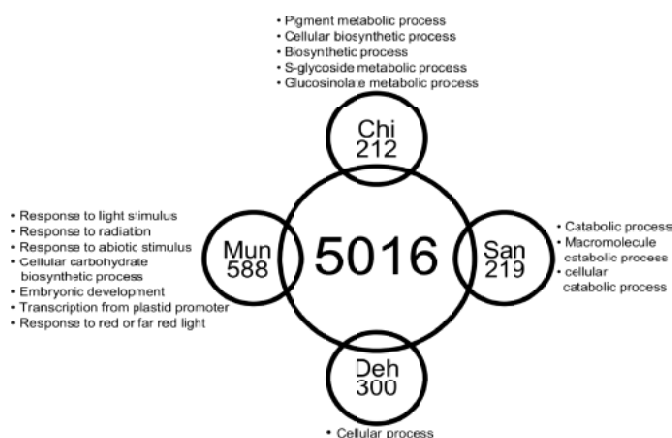 • Pigment metabolic process
• Cellular biosynthetic process
• Biosynthetic process
• S-glycoside metabolic process
• Glucosinolate metabolic process
Chi
212
• Response to light stimulus
• Response to radiation
• Response to abiotic stimulus
• Cellular carbohydrate
biosynthetic process
• Embryonic development
• Transcription from plastid promoter
• Response to red or far red light
Mun
588
5016
San
219
• Catabolic process
• Macromolecule
catabolic process
• cellular
catabolic process
Deh
300
• Cellular process